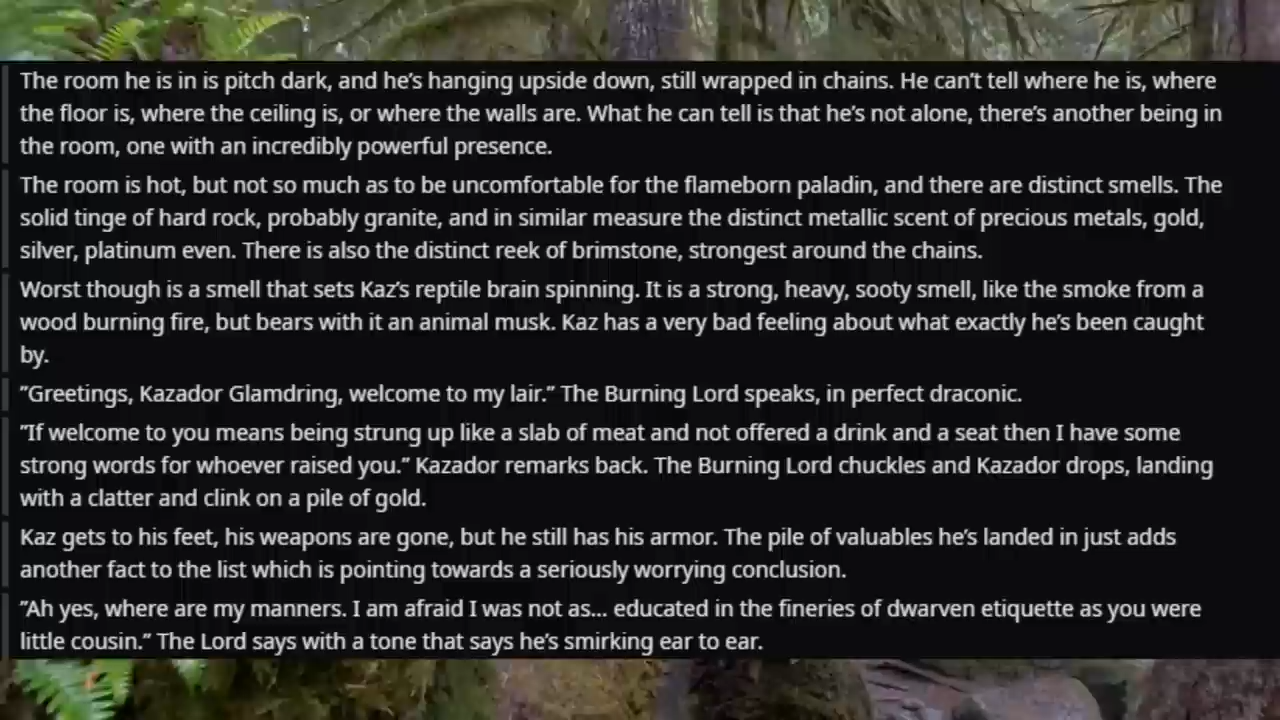 The room he is in is pitch dark, and he’s hanging upside down, still wrapped in chains. He can’t tell where he is, where
the floor is, where the ceiling is, or where the walls are. What he can tell is that he’s not alone, there’s another being in
the room, one with an incredibly powerful presence.
The room is hot, but not so much as to be uncomfortable for the flameborn paladin, and there are distinct smells. The
solid tinge of hard rock, probably granite, and in similar measure the distinct metallic scent of precious metals, gold,
silver, platinum even. There is also the distinct reek of brimstone, strongest around the chains.
Worst though is a smell that sets Kaz’s reptile brain spinning. It is a strong, heavy, sooty smell, like the smoke from a
wood burning fire, but bears with it an animal musk. Kaz has a very bad feeling about what exactly he’s been caught
by.
”Greetings, Kazador Glamdring, welcome to my lair.” The Burning Lord speaks, in perfect draconic.
”If welcome to you means being strung up like a slab of meat and not offered a drink and a seat then I have some
strong words for whoever raised you.” Kazador remarks back. The Burning Lord chuckles and Kazador drops, landing
with a clatter and clink on a pile of gold.
Kaz gets to his feet, his weapons are gone, but he still has his armor. The pile of valuables he’s landed in just adds
another fact to the list which is pointing towards a seriously worrying conclusion.
”Ah yes, where are my manners. I am afraid I was not as... educated in the fineries of dwarven etiquette as you were
little cousin.” The Lord says with a tone that says he’s smirking ear to ear.